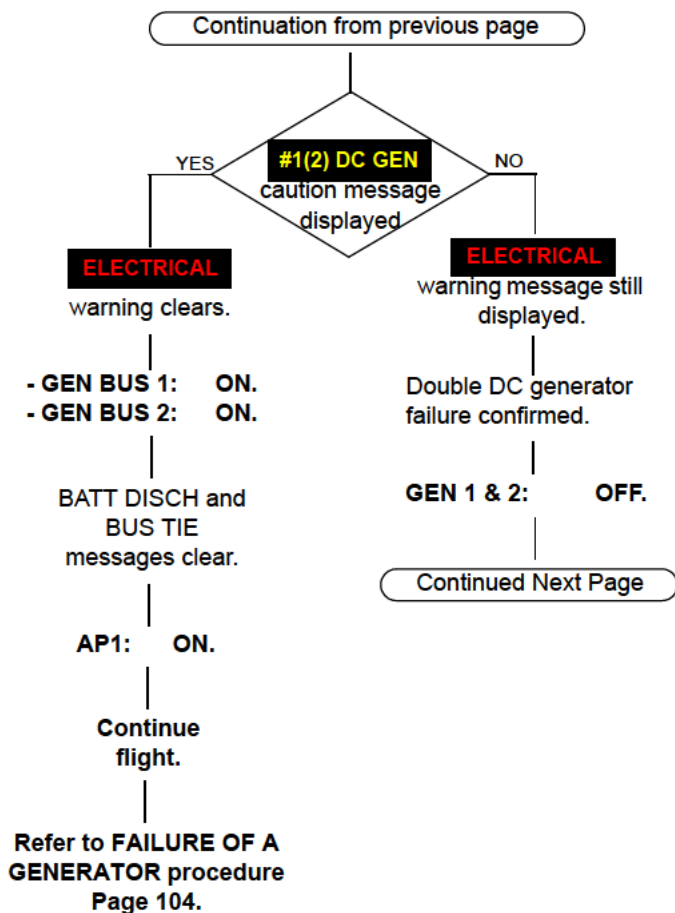 Continuation from previous page
#1(2) DC GEN
caution message
displayed
YES
NO
ELECTRICAL
warning clears.
- GEN BUS 1: ON.
- GEN BUS 2: ON.
BATT DISCH and
BUS TIE
messages clear.
AP1: ON.
Continue
flight.
Refer to FAILURE OF A
GENERATOR procedure
Page 104.
ELECTRICAL
warning message still
displayed.
Double DC generator
failure confirmed.
GEN 1 & 2: OFF.
Continued Next Page